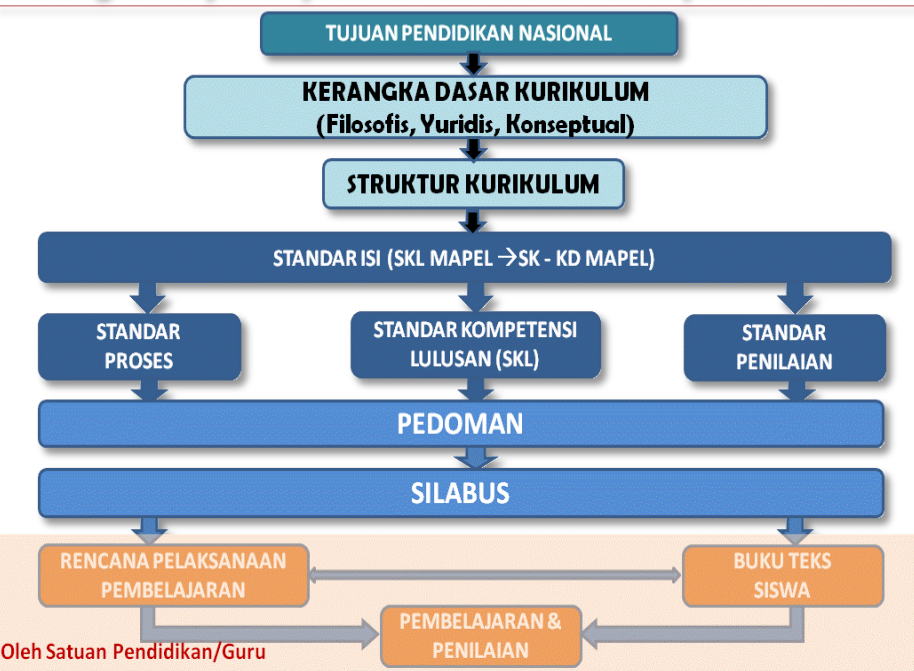 TUJUAN PENDIDIKAN NASIONAL
KERANGKA DASAR KURIKULUM
(Filosofis, Yuridis, Konseptual)
STRUKTUR KURIKULUM
STANDAR ISI (SKL MAPEL →SK - KD MAPEL)
STANDAR
PROSES
STANDAR KOMPETENSI
LULUSAN (SKL)
STANDAR
PENILAIAN
PEDOMAN
SILABUS
RENCANA PELAKSANAAN
PEMBELAJARAN
BUKU TEKS
SISWA
PEMBELAJARAN &
PENILAIAN
Oleh Satuan Pendidikan/Guru